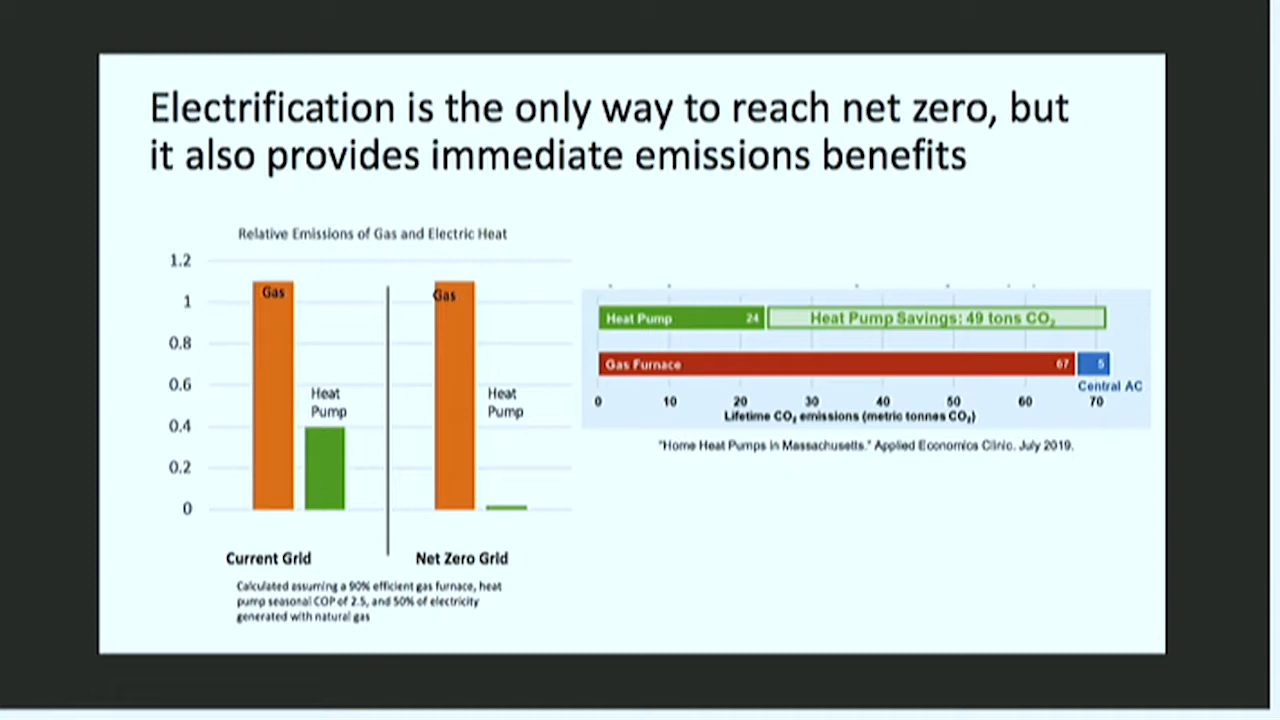 Electrification is the only way to reach net zero, but
it also provides immediate emissions benefits
Relative Emissions of Gas and Electric Heat
1.2
1
0.8
0.6
0.4
0.2
0
Gas
Heat
Pump
Gas
Heat
Pump
Current Grid
Net Zero Grid
Calculated assuming a 90% efficient gas furnace, heat
pump seasonal COP of 2.5, and 50% of electricity
generated with natural gas
Heat Pump 24 Heat Pump Savings: 49 tons CO₂
Gas Furnace 67 5
Central AC
0 10 20 30 40 50 60 70
Lifetime CO₂ emissions (metric tonnes CO₂)
"Home Heat Pumps in Massachusetts." Applied Economics Clinic. July 2019.